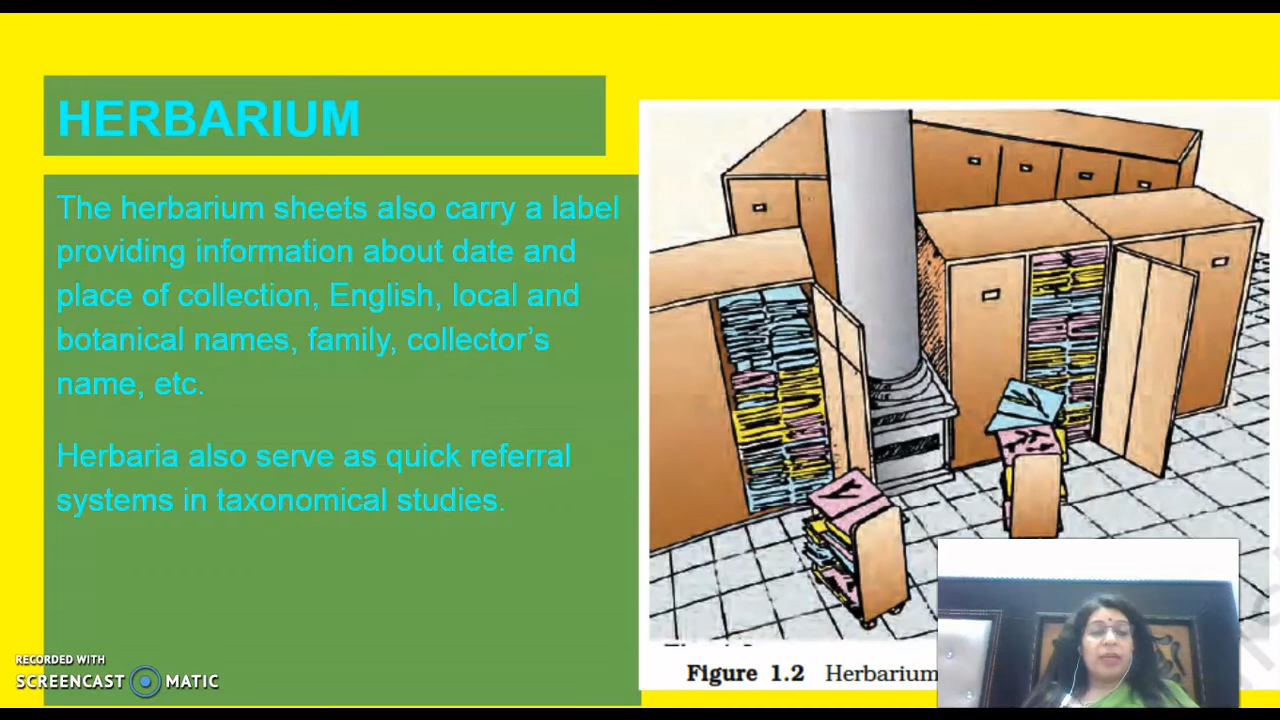 HERBARIUM
The herbarium sheets also carry a label
providing information about date and
place of collection, English, local and
botanical names, family, collector’s
name, etc.
Herbaria also serve as quick referral
systems in taxonomical studies.
Figure 1.2 Herbarium
RECORDED WITH
SCREENCAST MATIC